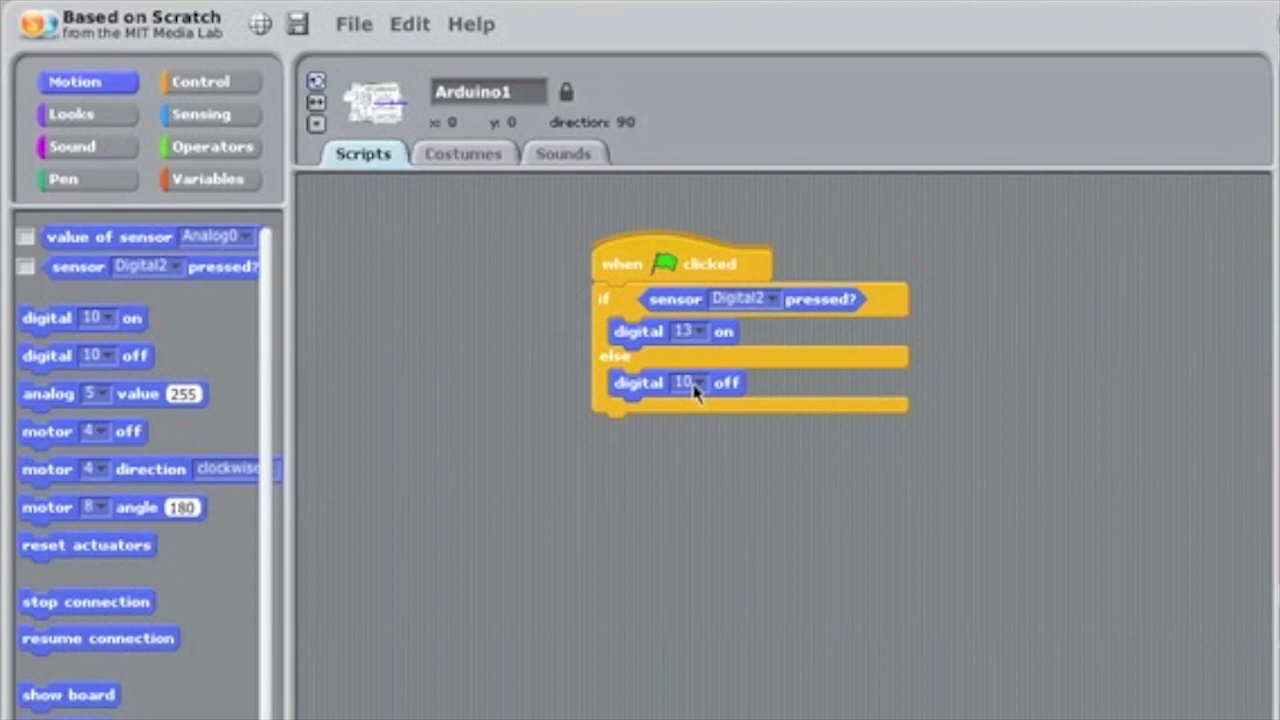 Based on Scratch
from the MIT Media Lab
File Edit Help
Motion Control
Looks Sensing
Sound Operators
Pen Variables
Arduino1
x: 0 y: 0 direction: 90
Scripts Costumes Sounds
value of sensor Analog0
sensor Digital2 pressed?
digital 10 on
digital 10 off
analog 5 value 255
motor 4 off
motor 4 direction clockwise
motor 8 angle 180
reset actuators
stop connection
resume connection
show board
when clicked
if sensor Digital2 pressed?
digital 13 on
else
digital 10 off